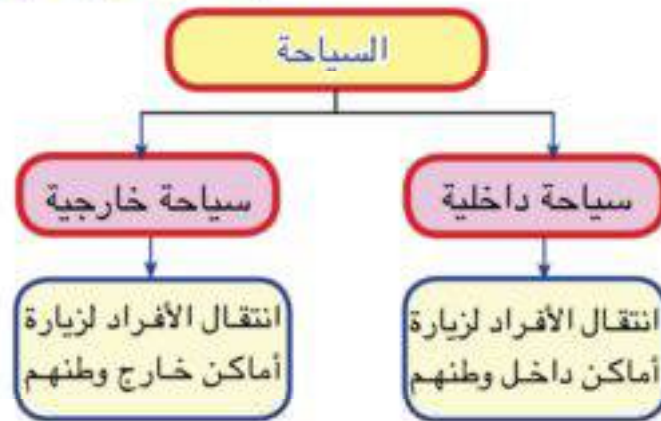 السياحة
سياحة داخلية
سياحة خارجية
انتقال الأفراد لزيارة
أماكن داخل وطنهم
انتقال الأفراد لزيارة
أماكن خارج وطنهم